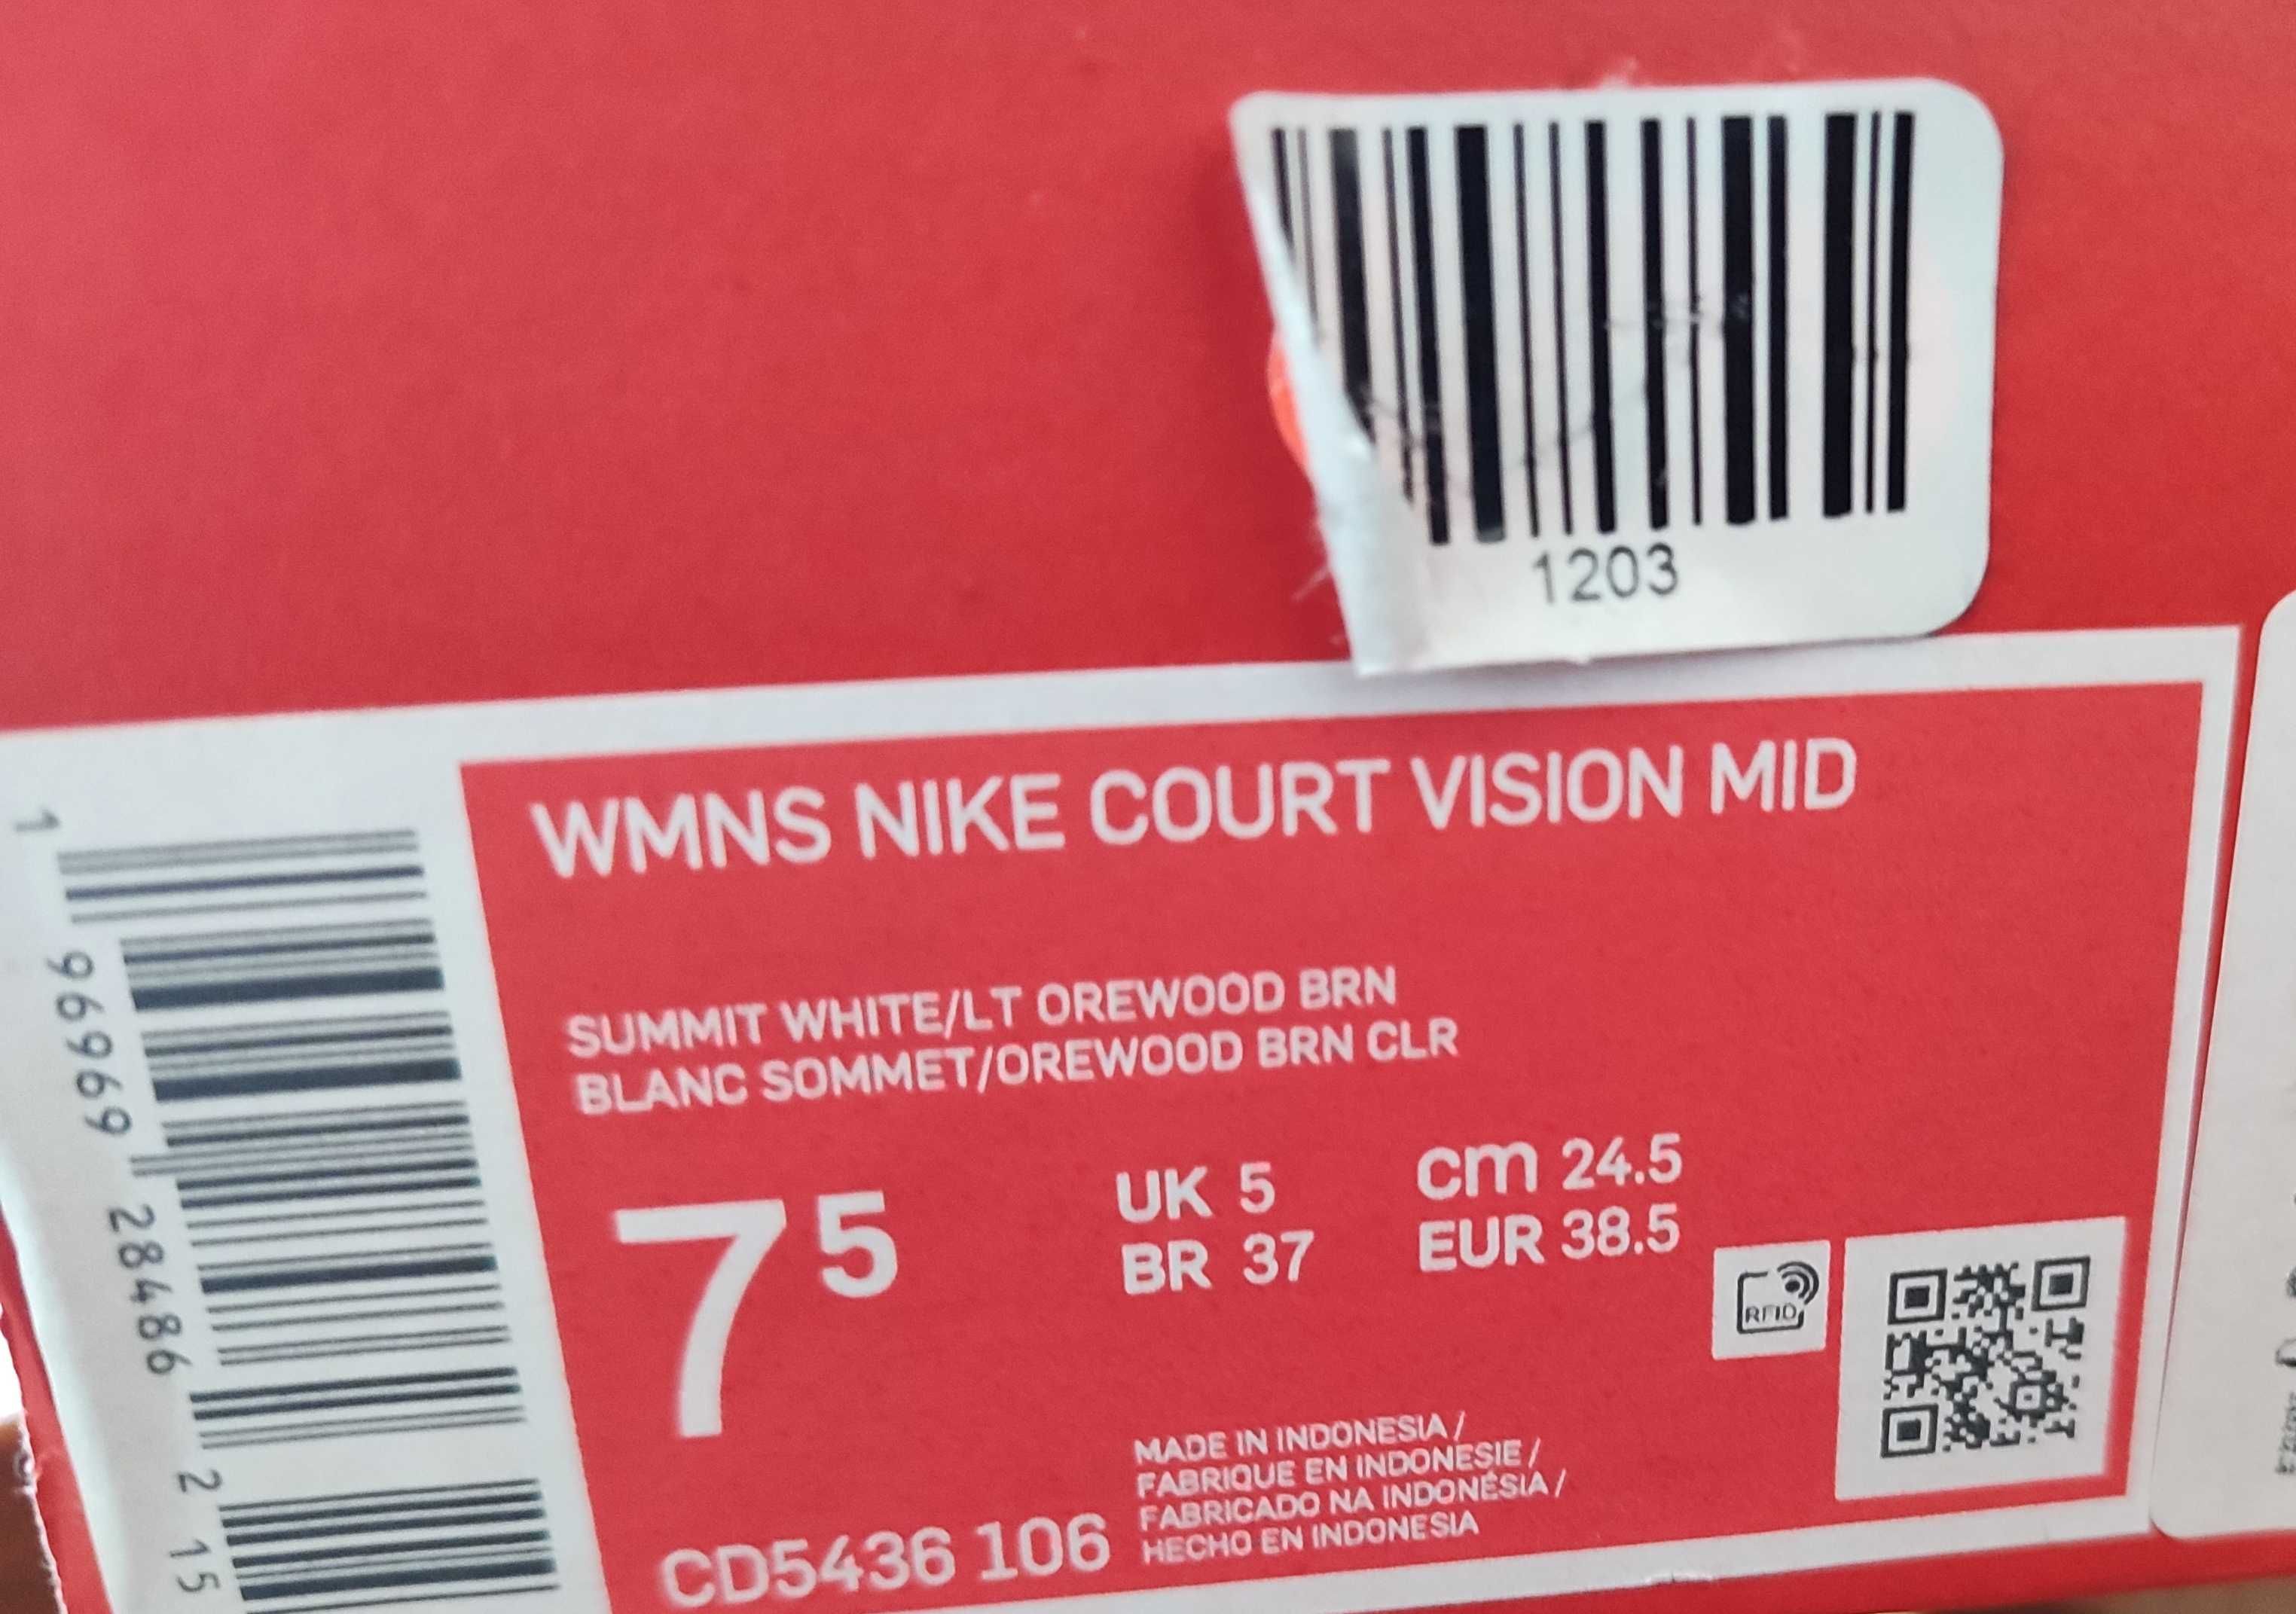 1203
WMNS NIKE COURT VISION MID
SUMMIT WHITE/LT OREWOOD BRN
BLANC SOMMET/OREWOOD BRN CLR
7 5
UK 5
BR 37
cm 24.5
EUR 38.5
RFID
MADE IN INDONESIA /
FABRIQUE EN INDONESIE /
FABRICADO NA INDONÉSIA /
HECHO EN INDONESIA
CD5436 106
1 96969 28486 2 15